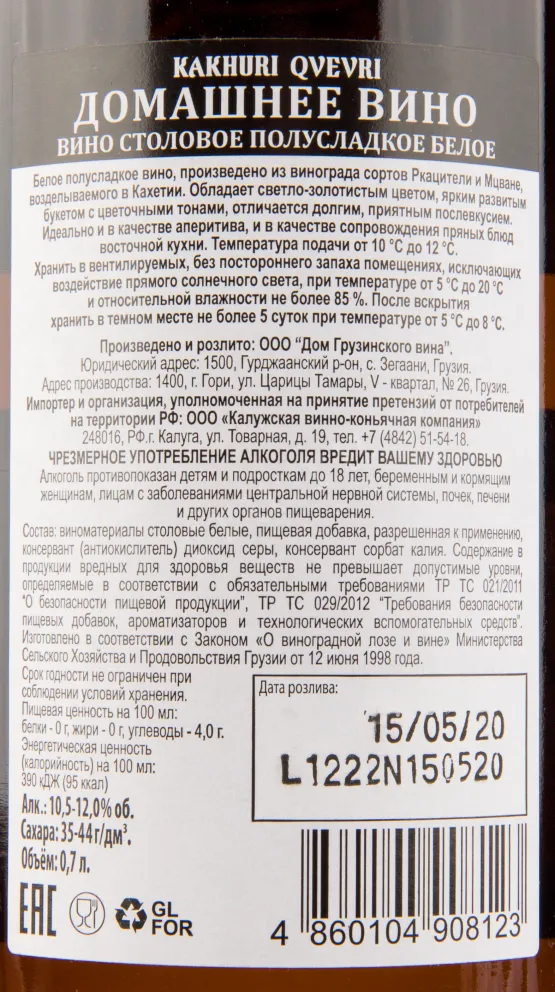 KAKHURI QVEVRI
ДОМАШНЕЕ ВИНО
ВИНО СТОЛОВОЕ ПОЛУСЛАДКОЕ БЕЛОЕ
Белое полусладкое вино, произведено из винограда сортов Ркацители и Мцване,
возделываемого в Кахетии. Обладает светло-золотистым цветом, ярким развитым
букетом с цветочными тонами, отличается долгим, приятным послевкусием.
Идеально и в качестве аперитива, и в качестве сопровождения пряных блюд
восточной кухни. Температура подачи от 10 °С до 12 °С.
Хранить в вентилируемых, без постороннего запаха помещениях, исключающих
воздействие прямого солнечного света, при температуре от 5 °С до 20 °С
и относительной влажности не более 85 %. После вскрытия
хранить в темном месте не более 5 суток при температуре от 5 °С до 8 °С.
Произведено и розлито: ООО "Дом Грузинского вина".
Юридический адрес: 1500, Гурджаанский р-он, с. Зегаани, Грузия.
Адрес производства: 1400, г. Гори, ул. Царицы Тамары, V - квартал, № 26, Грузия.
Импортер и организация, уполномоченная на принятие претензий от потребителей
на территории РФ: ООО «Калужская винно-коньячная компания»
248016, РФ.г. Калуга, ул. Товарная, д. 19, тел. +7 (4842) 51-54-18.
ЧРЕЗМЕРНОЕ УПОТРЕБЛЕНИЕ АЛКОГОЛЯ ВРЕДИТ ВАШЕМУ ЗДОРОВЬЮ
Алкоголь противопоказан детям и подросткам до 18 лет, беременным и кормящим
женщинам, лицам с заболеваниями центральной нервной системы, почек, печени
и других органов пищеварения.
Состав: виноматериалы столовые белые, пищевая добавка, разрешенная к применению,
консервант (антиокислитель) диоксид серы, консервант сорбат калия. Содержание в
продукции вредных для здоровья веществ не превышает допустимые уровни,
определяемые в соответствии с обязательными требованиями ТР ТС 021/2011
"О безопасности пищевой продукции", ТР ТС 029/2012 "Требования безопасности
пищевых добавок, ароматизаторов и технологических вспомогательных средств".
Изготовлено в соответствии с Законом «О виноградной лозе и вине» Министерства
Сельского Хозяйства и Продовольствия Грузии от 12 июня 1998 года.
Срок годности не ограничен при
соблюдении условий хранения.
Пищевая ценность на 100 мл:
белки - 0 г, жиры - 0 г, углеводы - 4,0 г.
Энергетическая ценность
(калорийность) на 100 мл:
390 кДЖ (95 ккал)
Алк.: 10,5-12,0% об.
Сахара: 35-44 г/дм³.
Объём: 0,7 л.
Дата розлива:
15/05/20
L1222N150520
EAC
GL
FOR
4 860104 908123